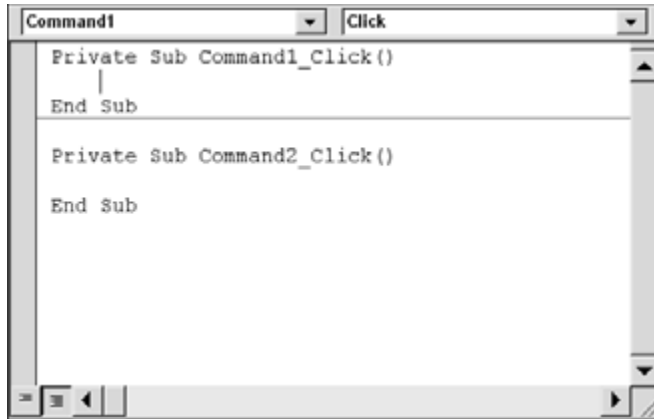 Command1 Click
Private Sub Command1_Click()
End Sub
Private Sub Command2_Click()
End Sub